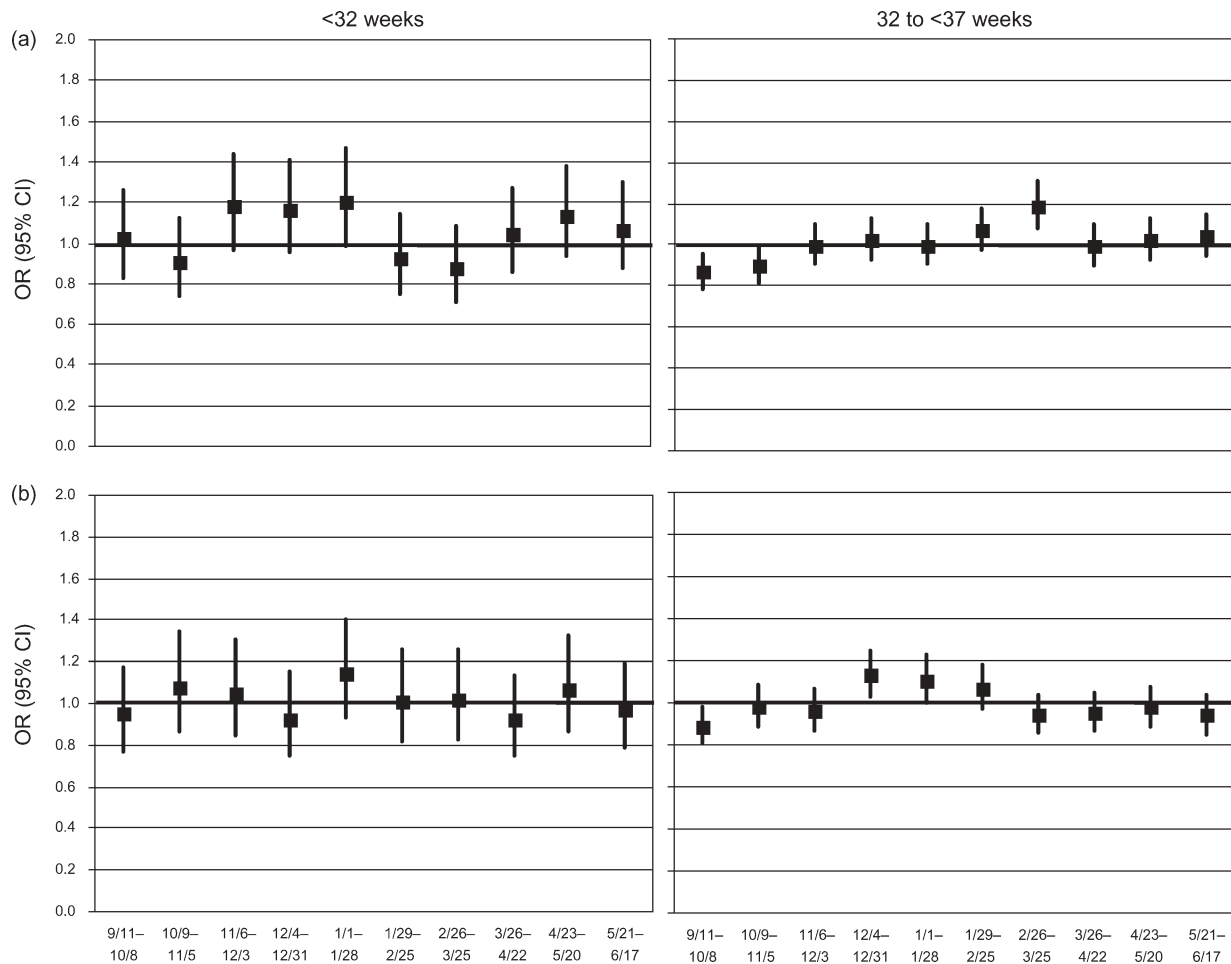 <32 weeks
32 to <37 weeks
(a)
OR (95% CI)
2.0
1.8
1.6
1.4
1.2
1.0
0.8
0.6
0.4
0.2
0.0
(b)
OR (95% CI)
2.0
1.8
1.6
1.4
1.2
1.0
0.8
0.6
0.4
0.2
0.0
9/11– 10/9– 11/6– 12/4– 1/1– 1/29– 2/26– 3/26– 4/23– 5/21–
10/8 11/5 12/3 12/31 1/28 2/25 3/25 4/22 5/20 6/17
9/11– 10/9– 11/6– 12/4– 1/1– 1/29– 2/26– 3/26– 4/23– 5/21–
10/8 11/5 12/3 12/31 1/28 2/25 3/25 4/22 5/20 6/17